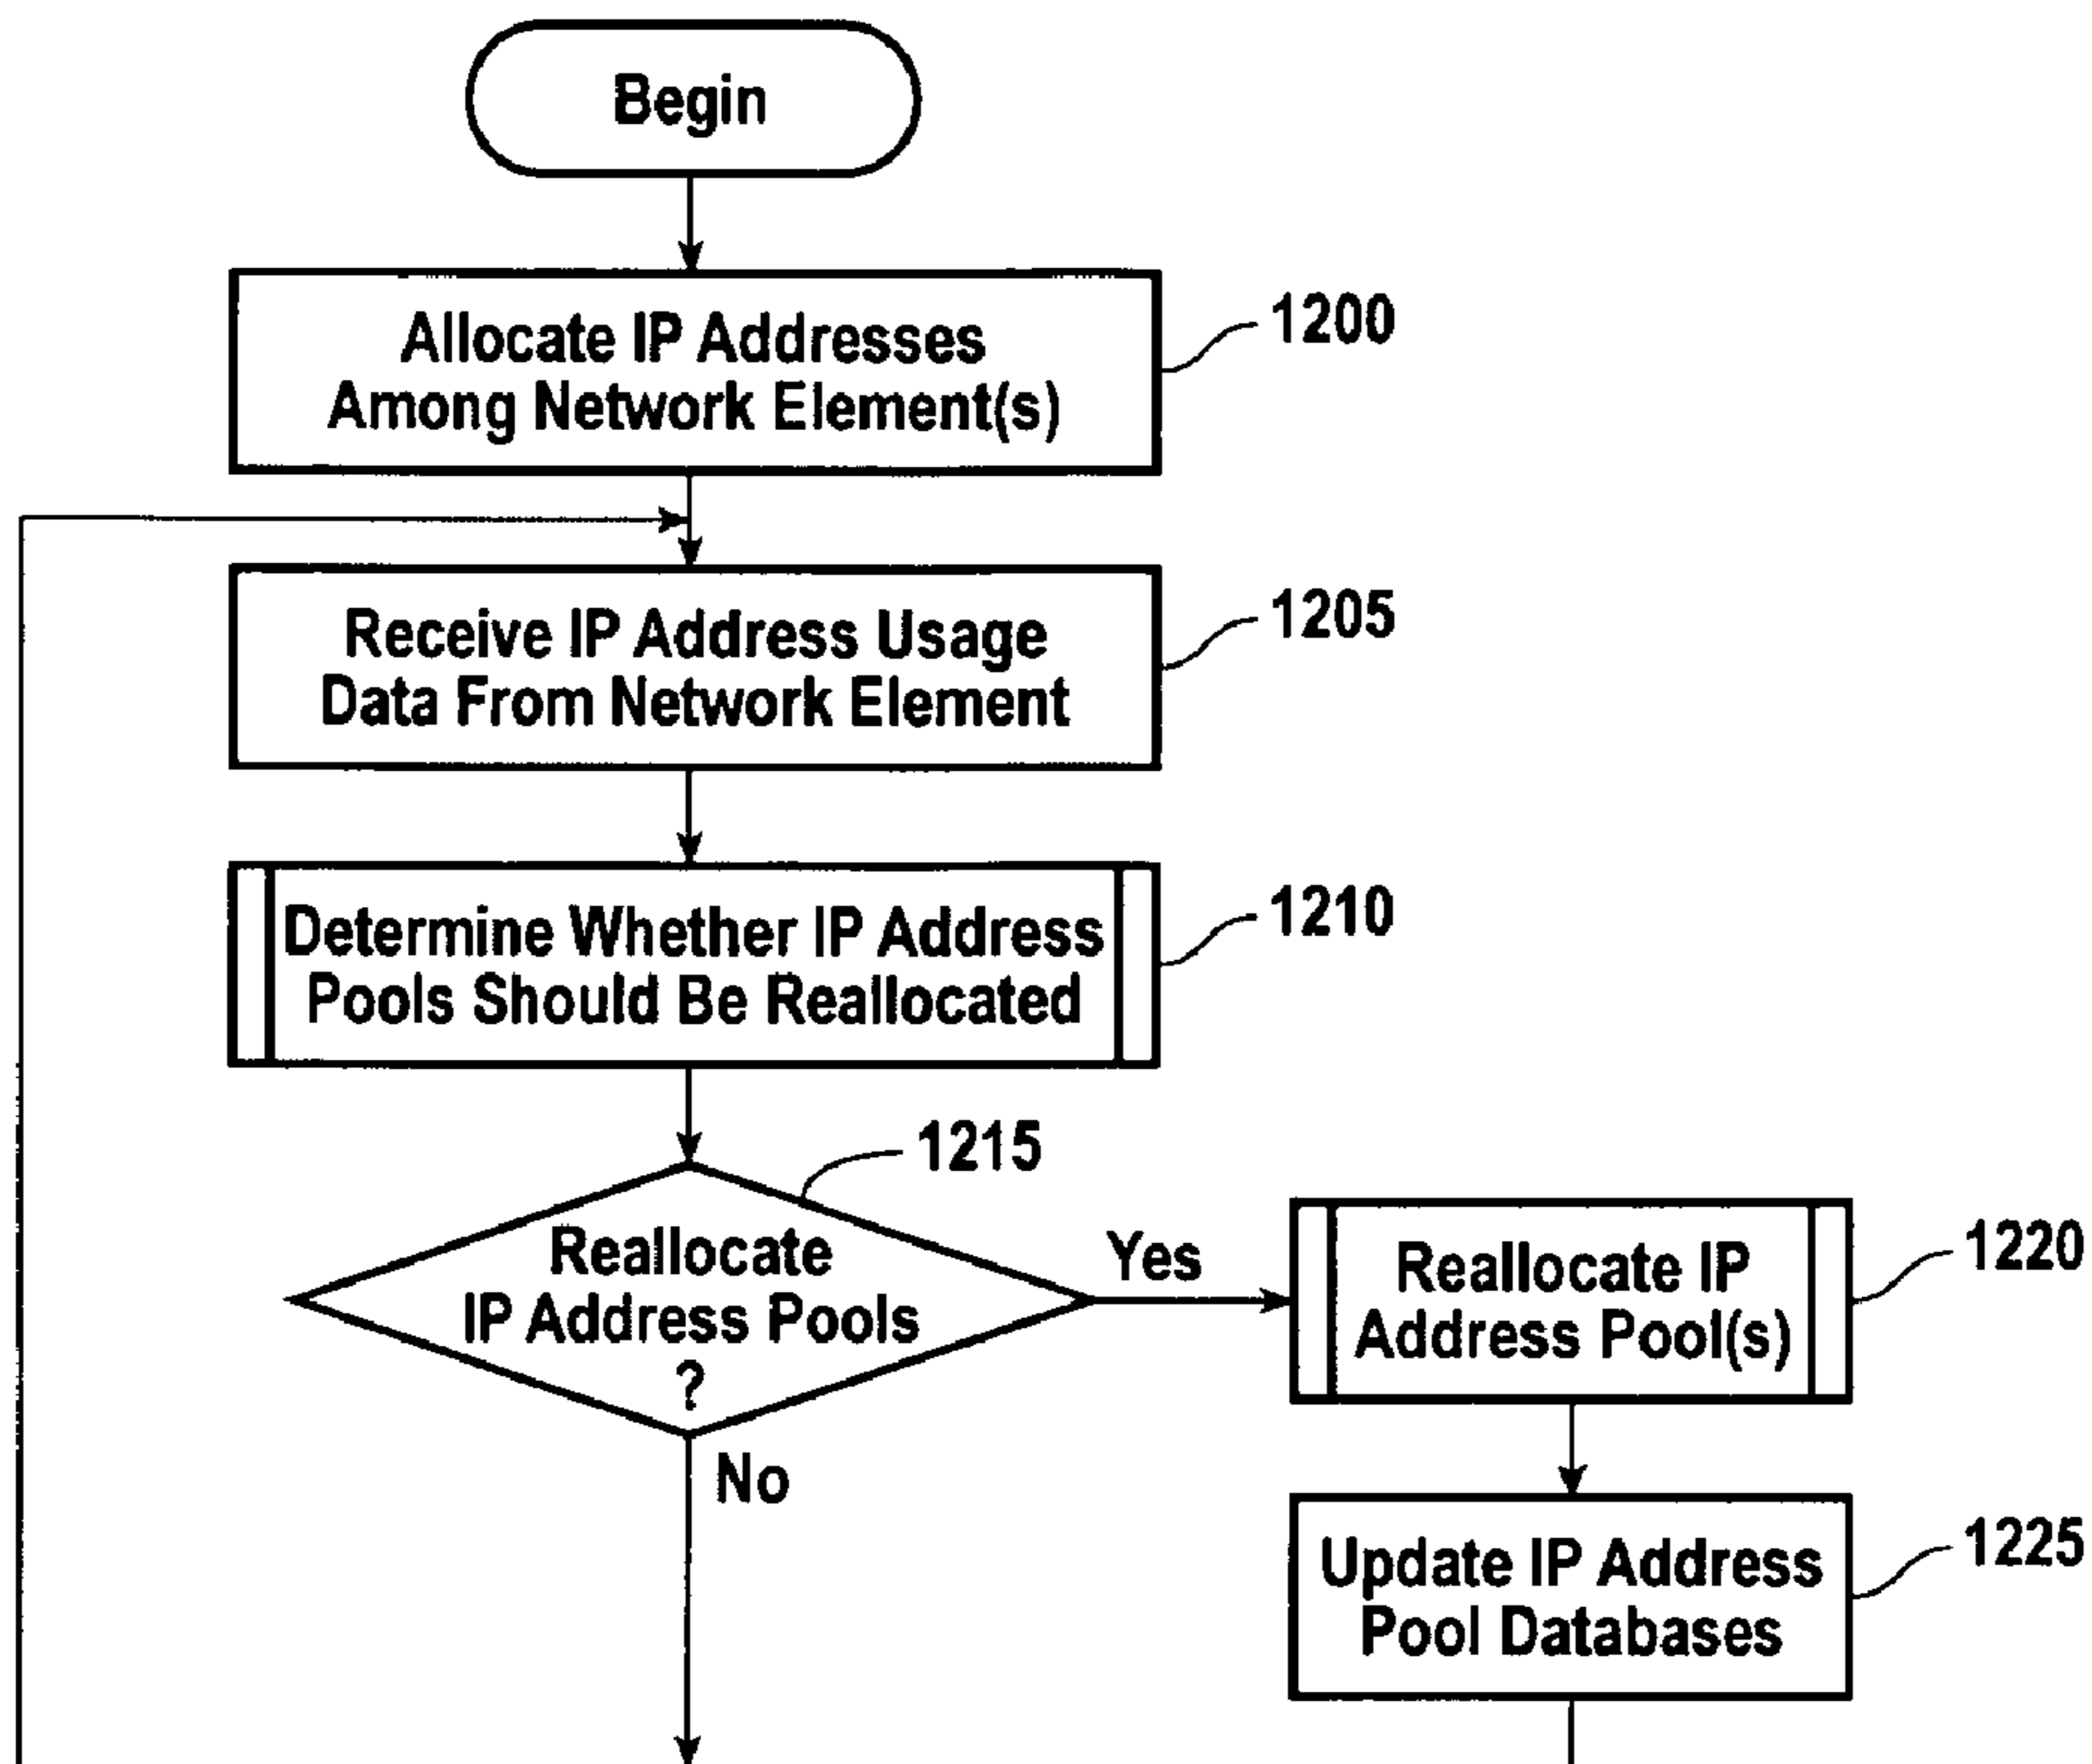 Begin
Allocate IP Addresses
Among Network Element(s)
1200
Receive IP Address Usage
Data From Network Element
1205
Determine Whether IP Address
Pools Should Be Reallocated
1210
1215
Reallocate
IP Address Pools
?
Yes
No
Reallocate IP
Address Pool(s)
1220
Update IP Address
Pool Databases
1225